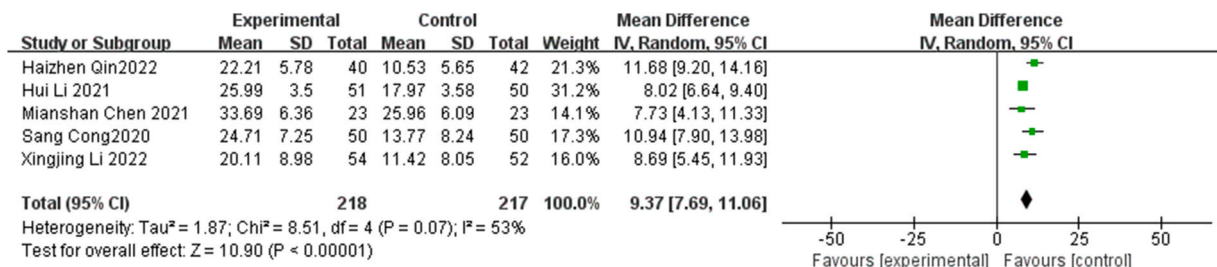 Experimental Control Mean Difference Mean Difference
Study or Subgroup Mean SD Total Mean SD Total Weight IV, Random, 95% CI IV, Random, 95% CI
Haizhen Qin2022 22.21 5.78 40 10.53 5.65 42 21.3% 11.68 [9.20, 14.16]
Hui Li 2021 25.99 3.5 51 17.97 3.58 50 31.2% 8.02 [6.64, 9.40]
Mianshan Chen 2021 33.69 6.36 23 25.96 6.09 23 14.1% 7.73 [4.13, 11.33]
Sang Cong2020 24.71 7.25 50 13.77 8.24 50 17.3% 10.94 [7.90, 13.98]
Xingjing Li 2022 20.11 8.98 54 11.42 8.05 52 16.0% 8.69 [5.45, 11.93]
Total (95% CI) 218 217 100.0% 9.37 [7.69, 11.06]
Heterogeneity: Tau² = 1.87; Chi² = 8.51, df = 4 (P = 0.07); I² = 53%
Test for overall effect: Z = 10.90 (P < 0.00001)
-50 -25 0 25 50
Favours [experimental] Favours [control]